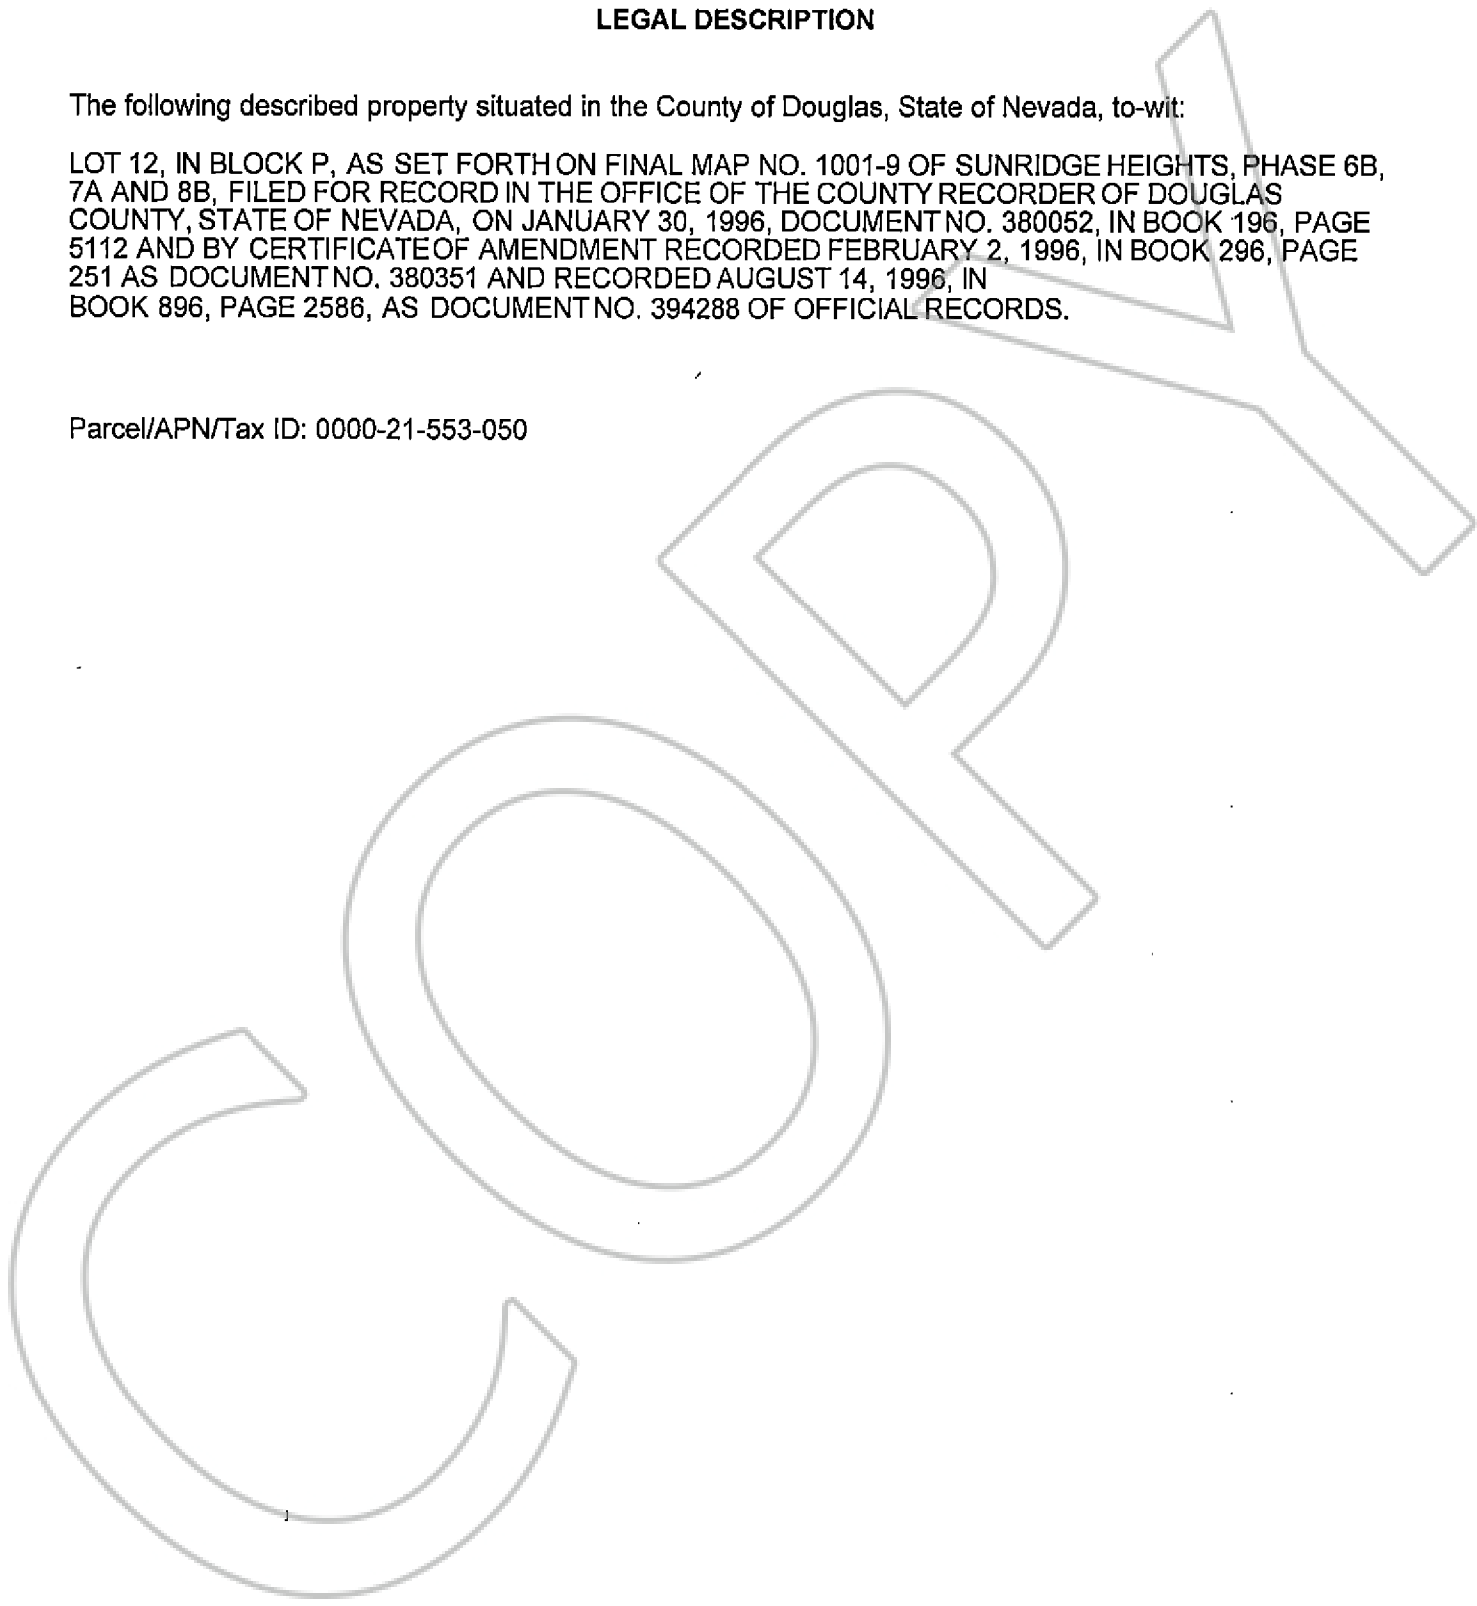 LEGAL DESCRIPTION
The following described property situated in the County of Douglas, State of Nevada, to-wit:
LOT 12, IN BLOCK P, AS SET FORTH ON FINAL MAP NO. 1001-9 OF SUNRIDGE HEIGHTS, PHASE 6B,
7A AND 8B, FILED FOR RECORD IN THE OFFICE OF THE COUNTY RECORDER OF DOUGLAS
COUNTY, STATE OF NEVADA, ON JANUARY 30, 1996, DOCUMENT NO. 380052, IN BOOK 196, PAGE
5112 AND BY CERTIFICATE OF AMENDMENT RECORDED FEBRUARY 2, 1996, IN BOOK 296, PAGE
251 AS DOCUMENT NO. 380351 AND RECORDED AUGUST 14, 1996, IN
BOOK 896, PAGE 2586, AS DOCUMENT NO. 394288 OF OFFICIAL RECORDS.
Parcel/APN/Tax ID: 0000-21-553-050
COPY